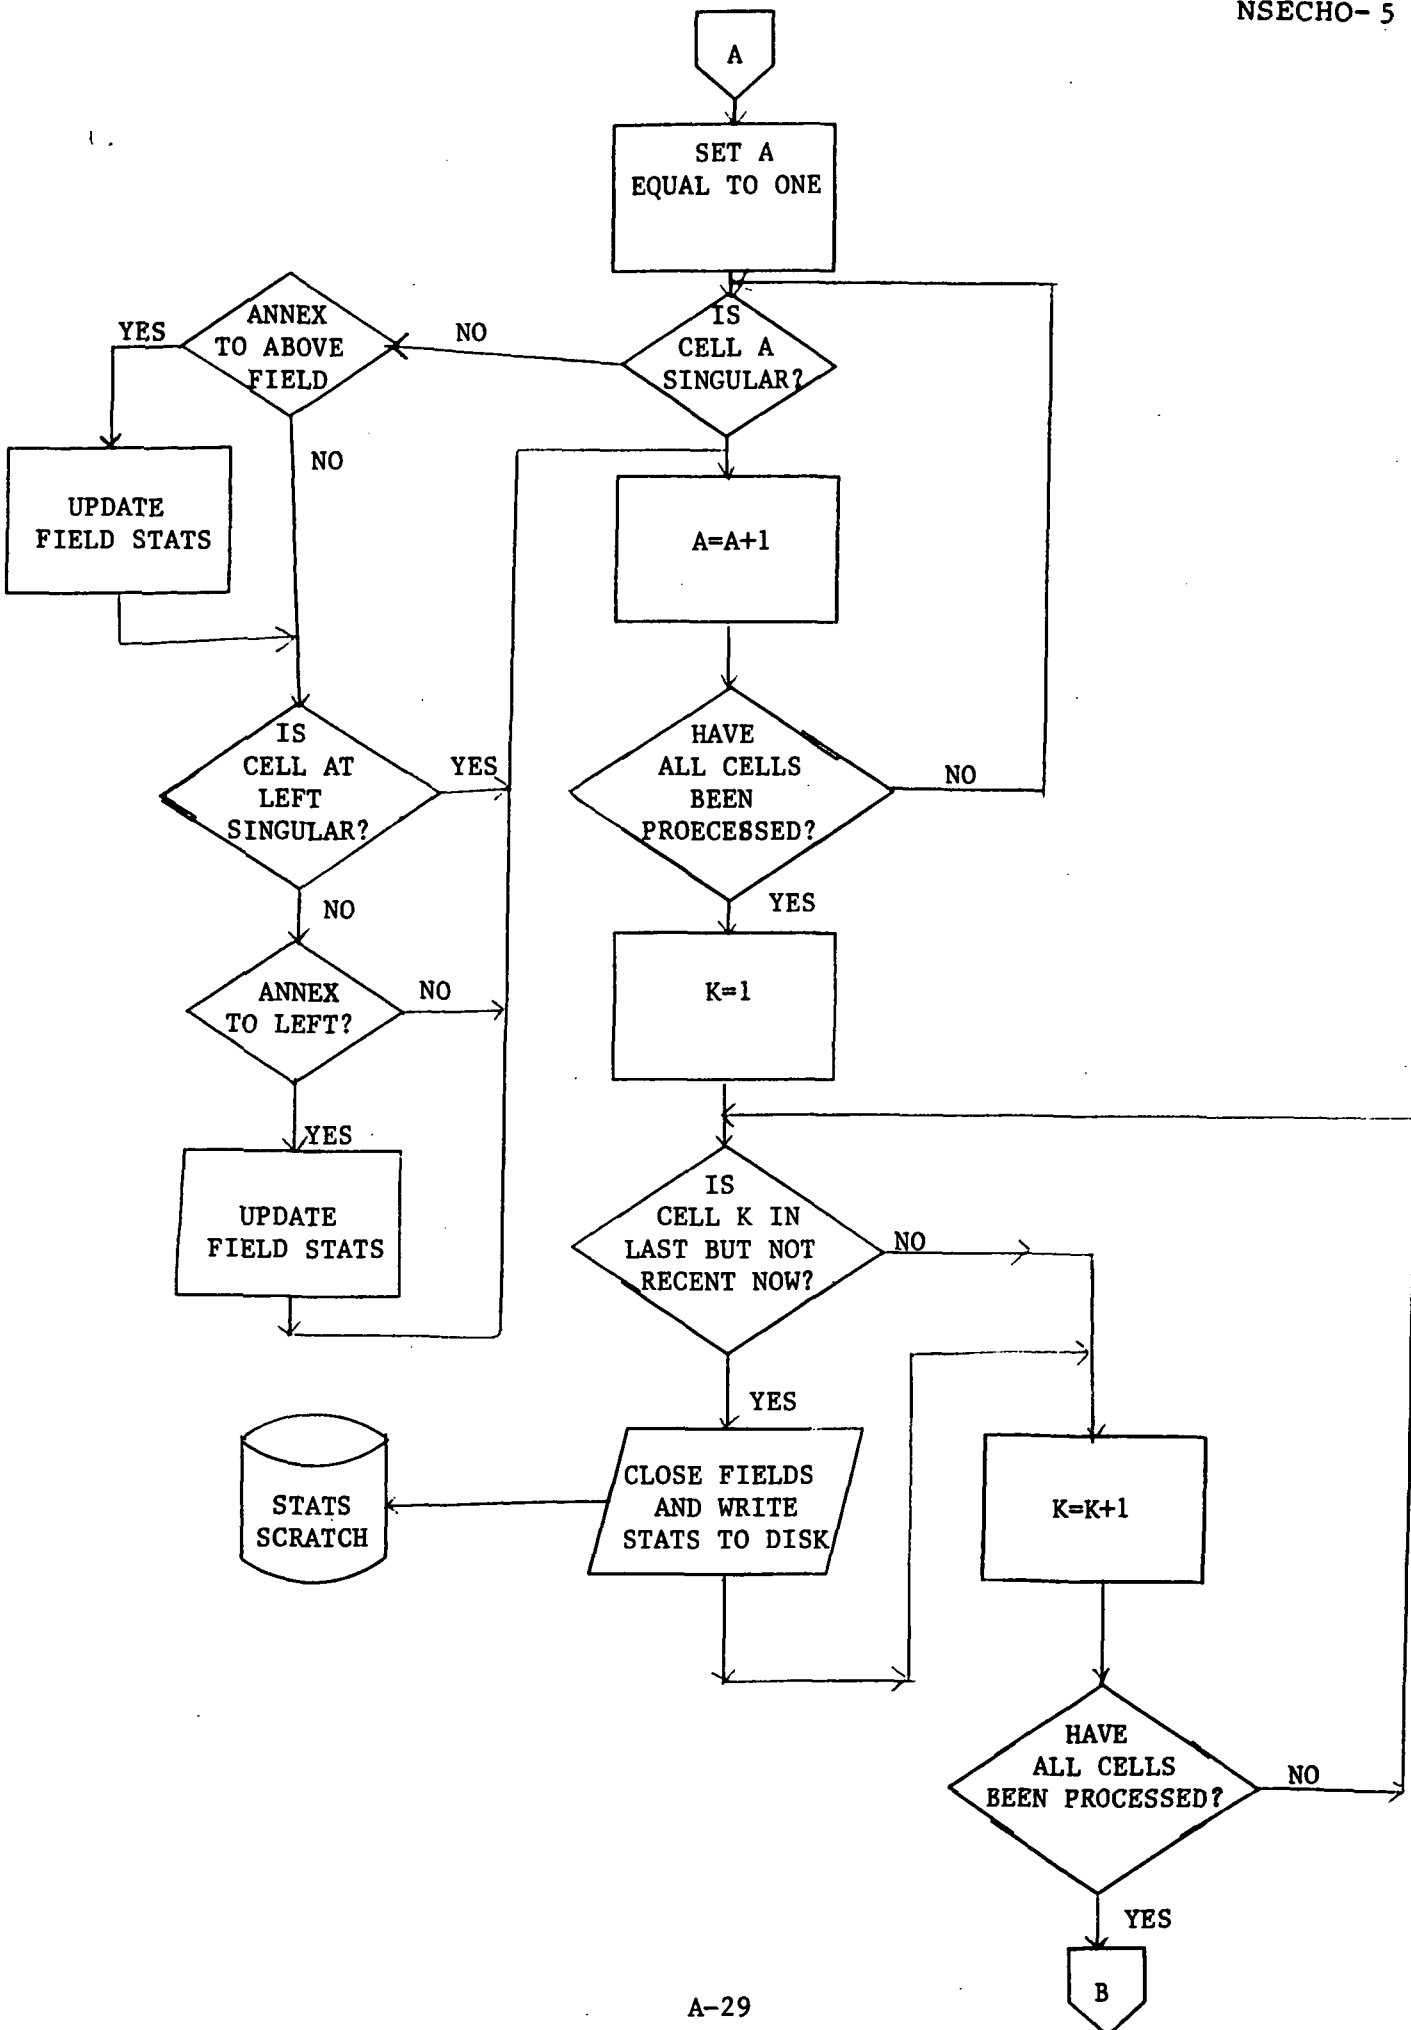 NSECHO-5
A
SET A
EQUAL TO ONE
IS
CELL A
SINGULAR?
NO
ANNEX
TO ABOVE
FIELD
YES
NO
UPDATE
FIELD STATS
A=A+1
IS
CELL AT
LEFT
SINGULAR?
YES
HAVE
ALL CELLS
BEEN
PROECESSED?
NO
YES
NO
ANNEX
TO LEFT?
NO
K=1
YES
UPDATE
FIELD STATS
IS
CELL K IN
LAST BUT NOT
RECENT NOW?
NO
YES
CLOSE FIELDS
AND WRITE
STATS TO DISK
STATS
SCRATCH
K=K+1
HAVE
ALL CELLS
BEEN PROCESSED?
NO
YES
B
A-29